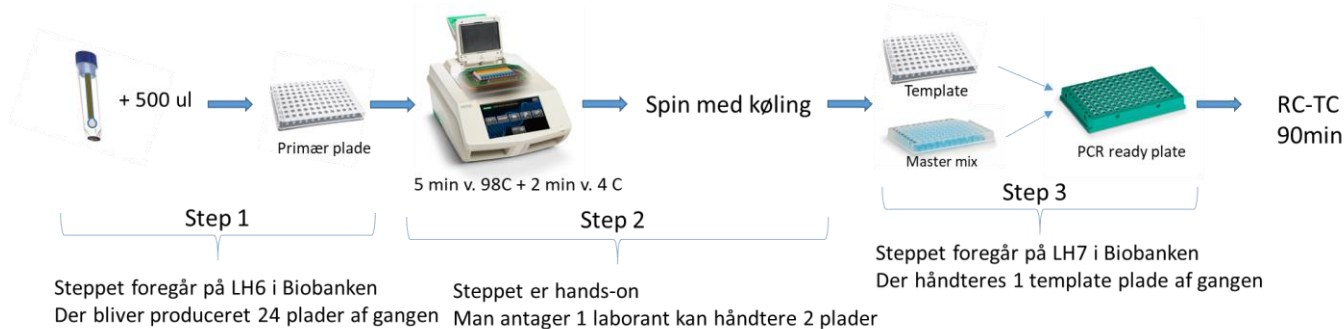 + 500 ul
Primær plade
5 min v. 98C + 2 min v. 4 C
Spin med køling
Template
Master mix
PCR ready plate
RC-TC
90min
Step 1
Steppet foregår på LH6 i Biobanken
Der bliver produceret 24 plader af gangen
Step 2
Steppet er hands-on
Man antager 1 laborant kan håndtere 2 plader
Step 3
Steppet foregår på LH7 i Biobanken
Der håndteres 1 template plade af gangen